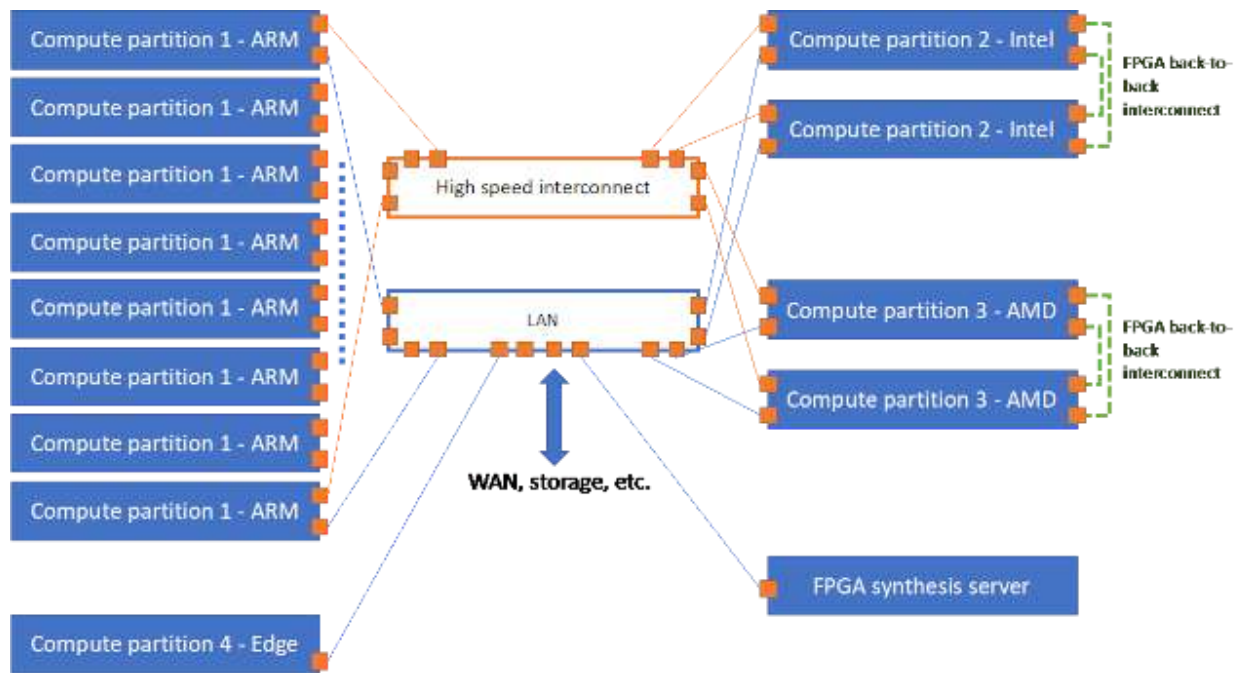 Compute partition 1 - ARM
Compute partition 1 - ARM
Compute partition 1 - ARM
Compute partition 1 - ARM
Compute partition 1 - ARM
Compute partition 1 - ARM
Compute partition 1 - ARM
Compute partition 1 - ARM
Compute partition 4 - Edge
High speed interconnect
LAN
WAN, storage, etc.
Compute partition 2 - Intel
Compute partition 2 - Intel
FPGA back-to-
back
interconnect
Compute partition 3 - AMD
Compute partition 3 - AMD
FPGA back-to-
back
interconnect
FPGA synthesis server